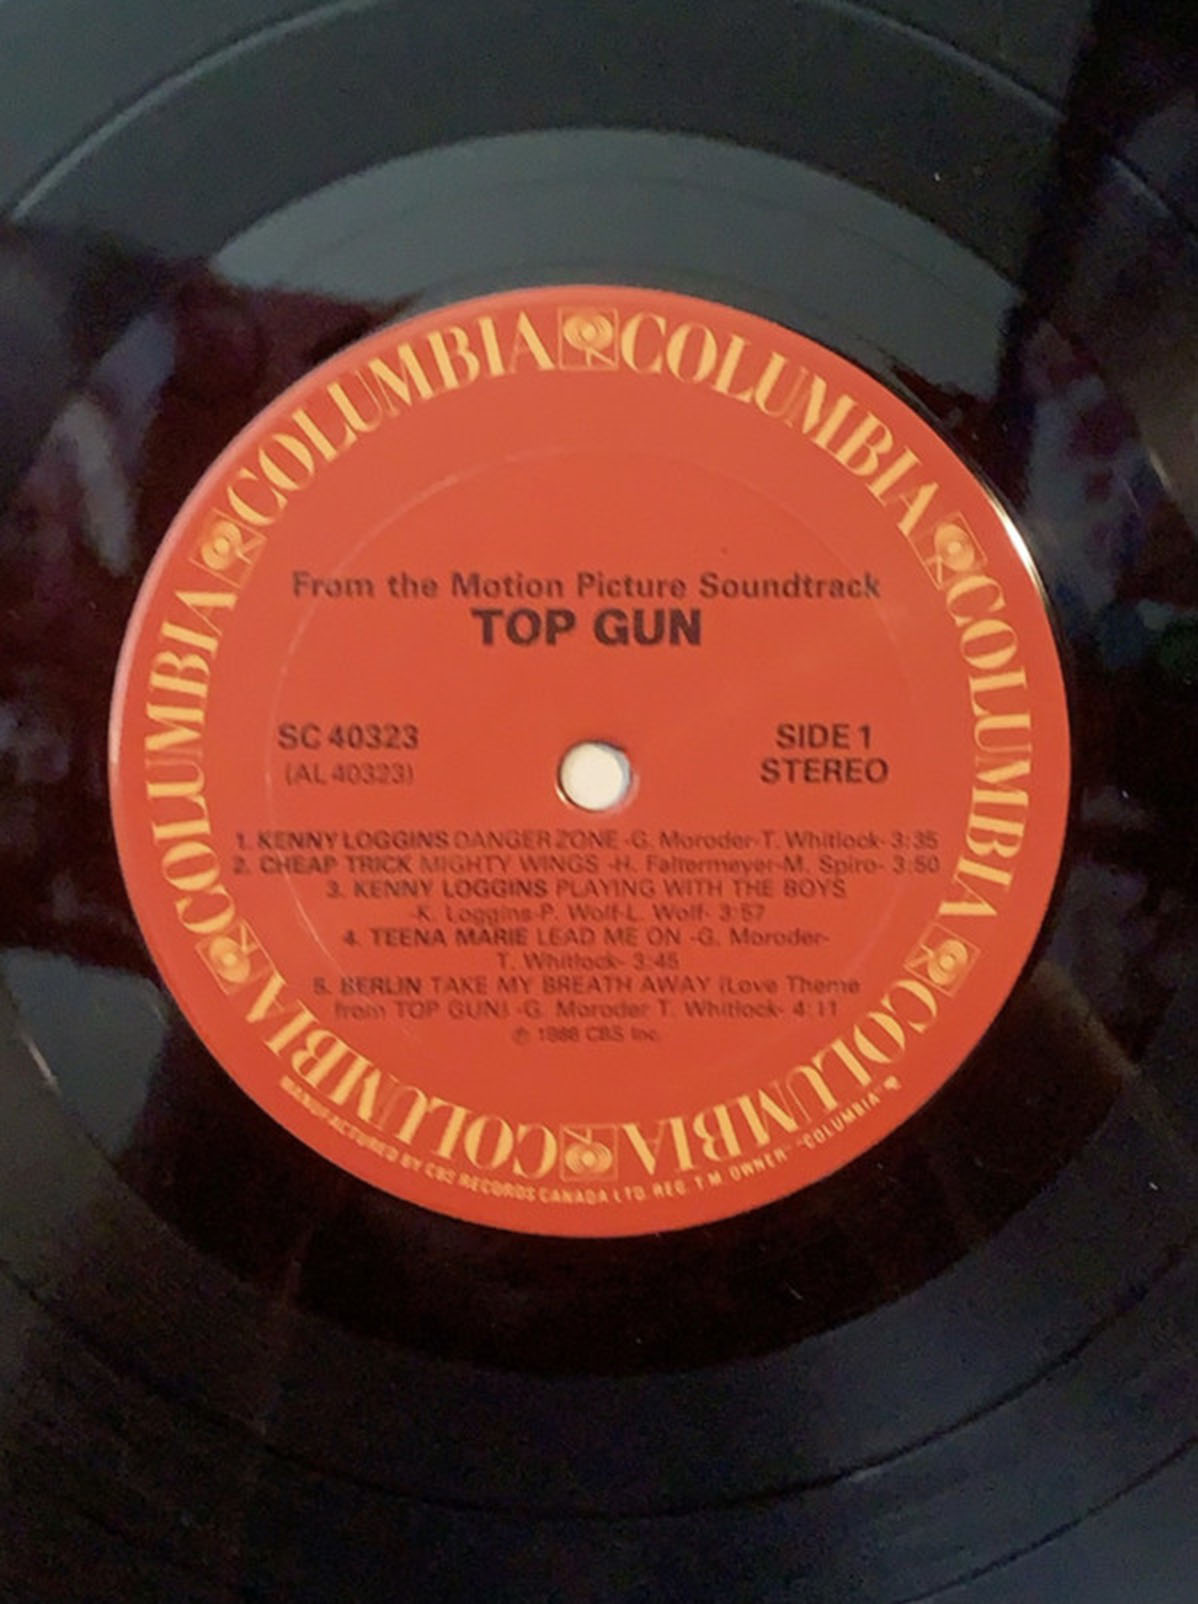 COLUMBIA COLUMBIA COLUMBIA COLUMBIA COLUMBIA COLUMBIA
From the Motion Picture Soundtrack
TOP GUN
SC 40323
(AL 40323)
SIDE 1
STEREO
1. KENNY LOGGINS DANGER ZONE -G. Moroder-T. Whitlock- 3:35
2. CHEAP TRICK MIGHTY WINGS -H. Faltermeyer-M. Spiro- 3:50
3. KENNY LOGGINS PLAYING WITH THE BOYS
-K. Loggins-P. Wolf-L. Wolf- 3:57
4. TEENA MARIE LEAD ME ON -G. Moroder-
T. Whitlock- 3:45
5. BERLIN TAKE MY BREATH AWAY (Love Theme
from TOP GUN) -G. Moroder T. Whitlock- 4:11
℗ 1986 CBS Inc.
MANUFACTURED BY CBS RECORDS CANADA LTD. REG. T.M. OWNER- "COLUMBIA" &